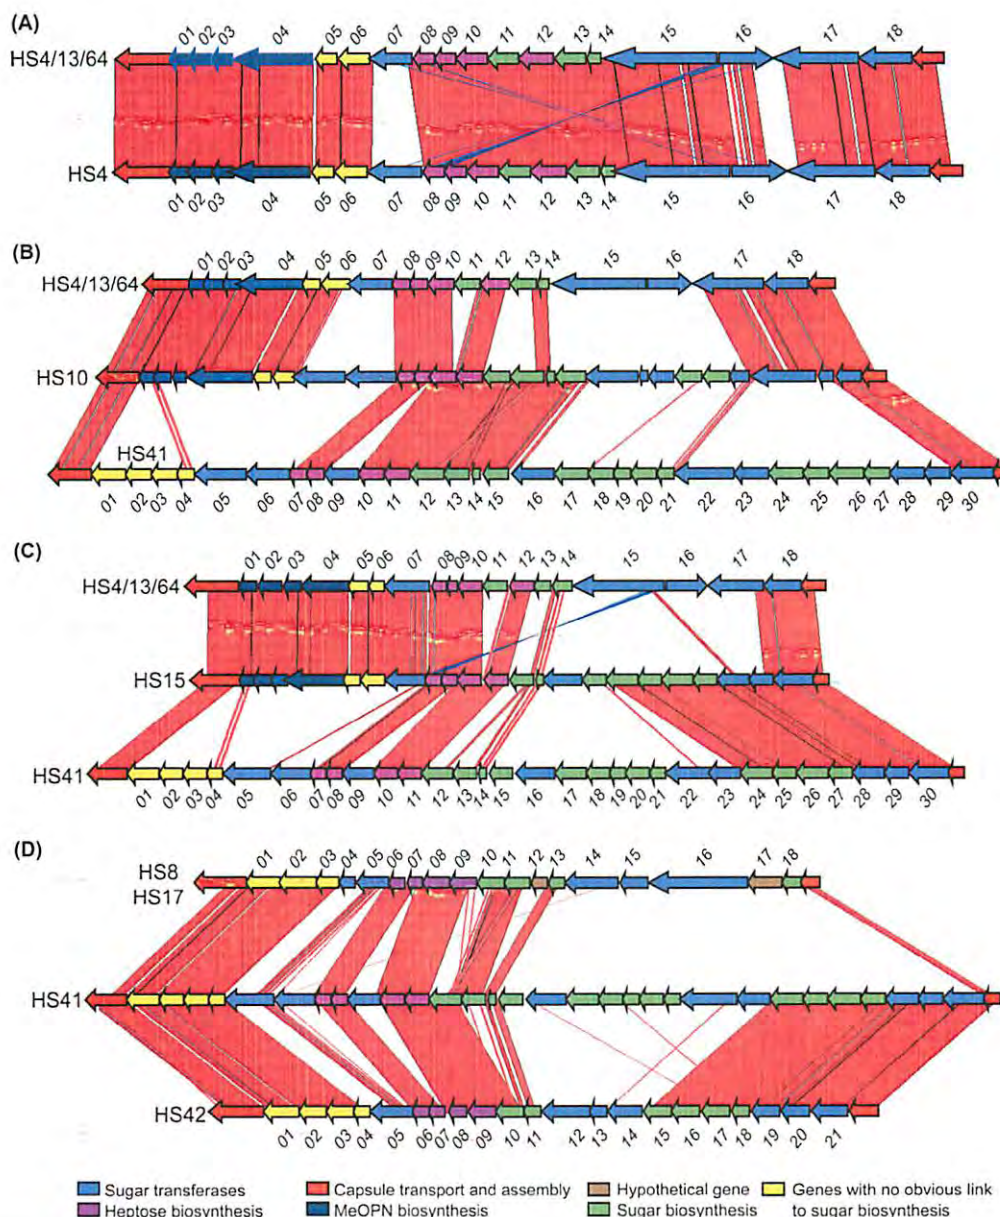 (A)
01 02 03 04 05 06 07 08 09 10 11 12 13 14 15 16 17 18
HS4/13/64
HS4
01 02 03 04 05 06 07 08 09 10 11 12 13 14 15 16 17 18
(B)
01 02 03 04 05 06 07 08 09 10 11 12 13 14 15 16 17 18
HS4/13/64
HS10
HS41
01 02 03 04 05 06 07 08 09 10 11 12 13 14 15 16 17 18 19 20 21 22 23 24 25 26 27 28 29 30
(C)
01 02 03 04 05 06 07 08 09 10 11 12 13 14 15 16 17 18
HS4/13/64
HS15
HS41
01 02 03 04 05 06 07 08 09 10 11 12 13 14 15 16 17 18 19 20 21 22 23 24 25 26 27 28 29 30
(D)
01 02 03 04 05 06 07 08 09 10 11 12 13 14 15 16 17 18
HS8
HS17
HS41
HS42
01 02 03 04 05 06 07 08 09 10 11 12 13 14 15 16 17 18 19 20 21
Sugar transferases
Capsule transport and assembly
Hypothetical gene
Genes with no obvious link
to sugar biosynthesis
Heptose biosynthesis
MeOPN biosynthesis
Sugar biosynthesis